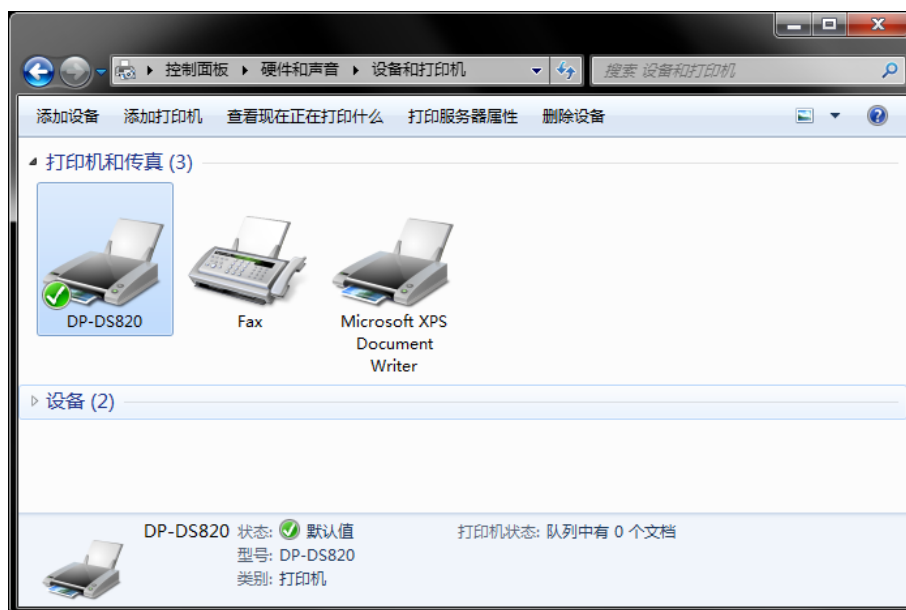 控制面板 硬件和声音 设备和打印机
搜索 设备和打印机
添加设备 添加打印机 查看现在正在打印什么 打印服务器属性 删除设备
打印机和传真 (3)
DP-DS820
Fax
Microsoft XPS
Document
Writer
设备 (2)
DP-DS820 状态: 默认值 打印机状态: 队列中有 0 个文档
型号: DP-DS820
类别: 打印机